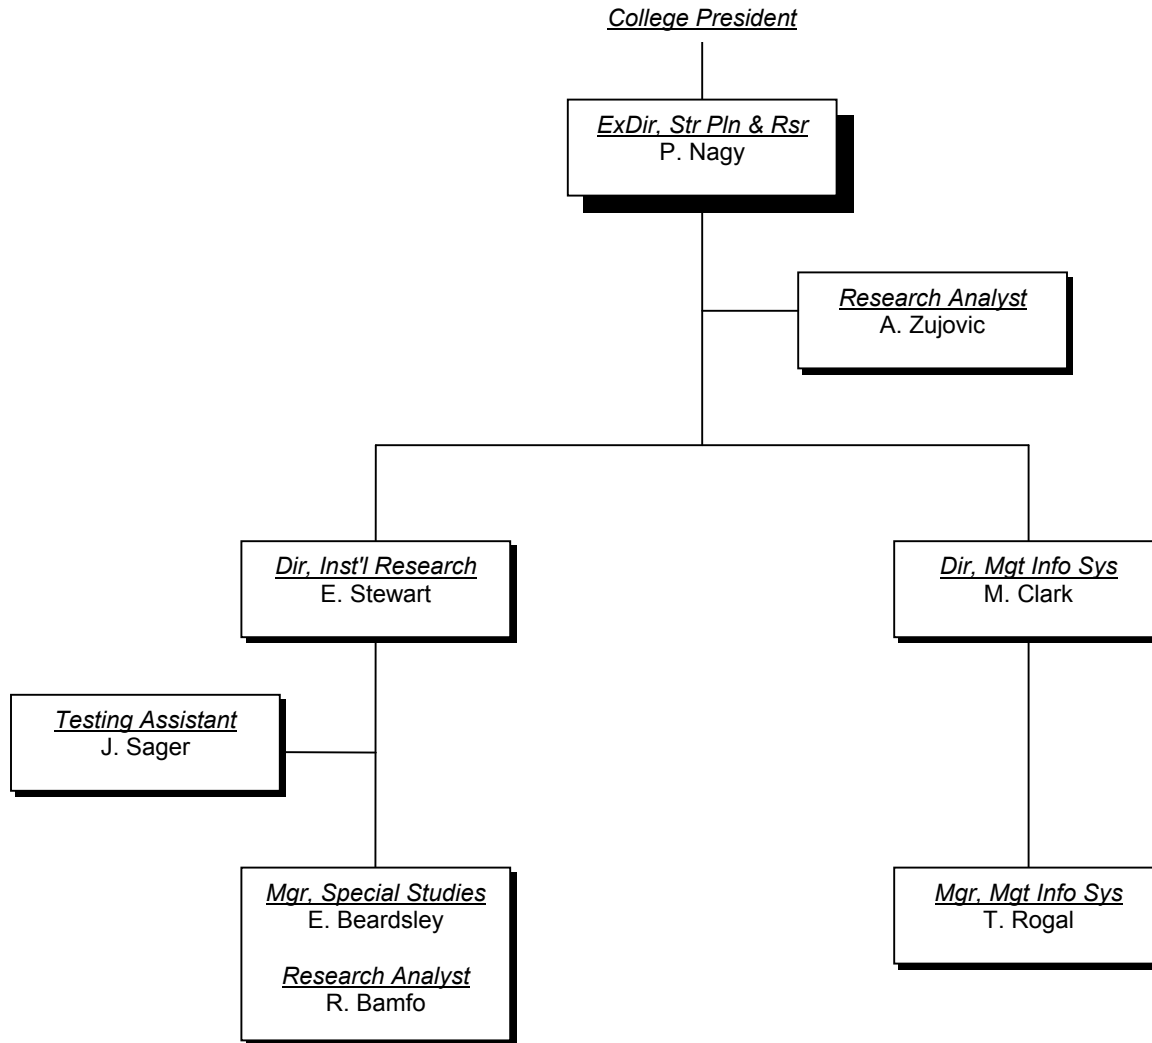 College President
ExDir, Str Pln & Rsr
P. Nagy
Research Analyst
A. Zujovic
Dir, Inst'l Research
E. Stewart
Dir, Mgt Info Sys
M. Clark
Testing Assistant
J. Sager
Mgr, Special Studies
E. Beardsley
Research Analyst
R. Bamfo
Mgr, Mgt Info Sys
T. Rogal